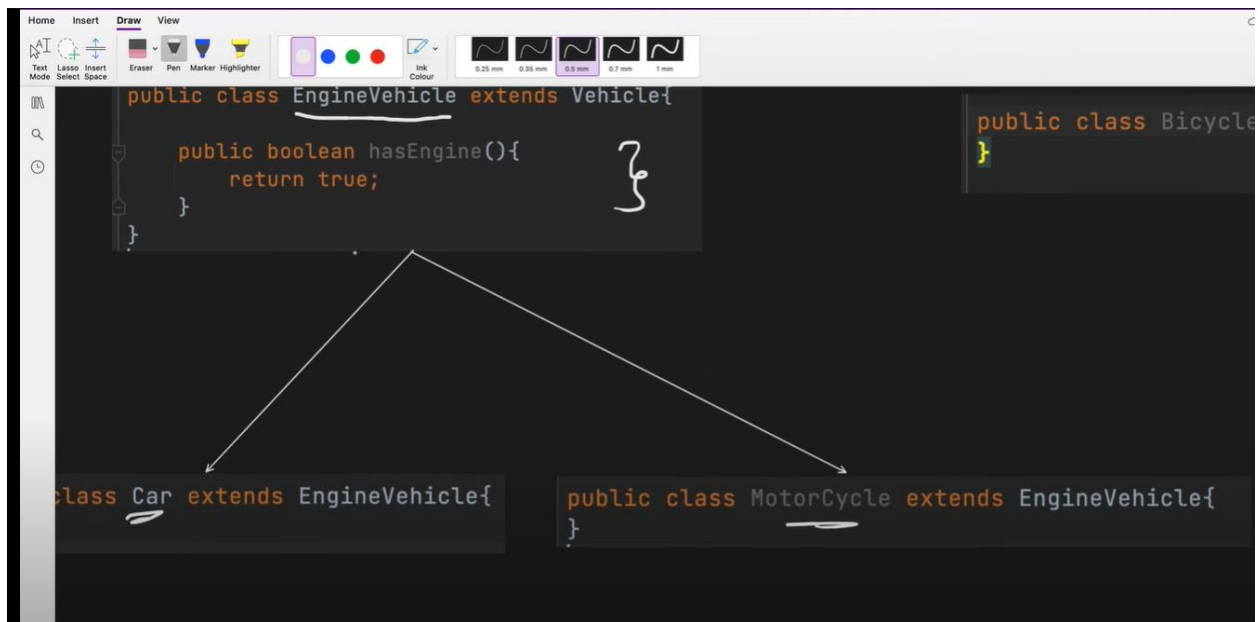 Home Insert Draw View
Text Mode
Lasso Select
Insert Space
Eraser
Pen
Marker
Highlighter
Ink Colour
0.25 mm
0.35 mm
0.5 mm
0.7 mm
1 mm
public class EngineVehicle extends Vehicle{
public boolean hasEngine(){
return true;
}
}
public class Bicycle
}
class Car extends EngineVehicle{
public class MotorCycle extends EngineVehicle{
}